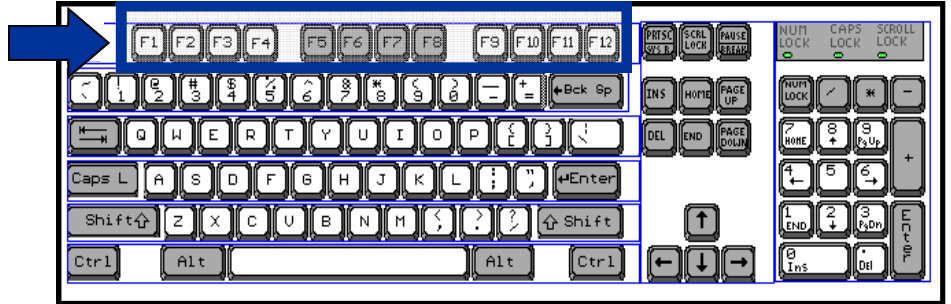 F1 F2 F3 F4 F5 F6 F7 F8 F9 F10 F11 F12 PRTSC SYS R. SCRL LOCK PAUSE BREAK NUM LOCK CAPS LOCK SCROLL LOCK
~ ` ! 1 @ 2 # 3 $ 4 % 5 ^ 6 & 7 * 8 ( 9 ) 0 _ - + = ←Bck Sp INS HOME PAGE UP NUM LOCK / * -
Q W E R T Y U I O P { [ } ] | \ DEL END PAGE DOWN 7 HOME 8 ↑ 9 PgUp +
Caps L A S D F G H J K L : ; " ' ↵Enter 4 ← 5 6 →
Shift⇧ Z X C V B N M < , > . ? / ⇧ Shift ↑ 1 END 2 ↓ 3 PgDn Enter
Ctrl Alt Alt Ctrl ← ↓ → 0 Ins . Del